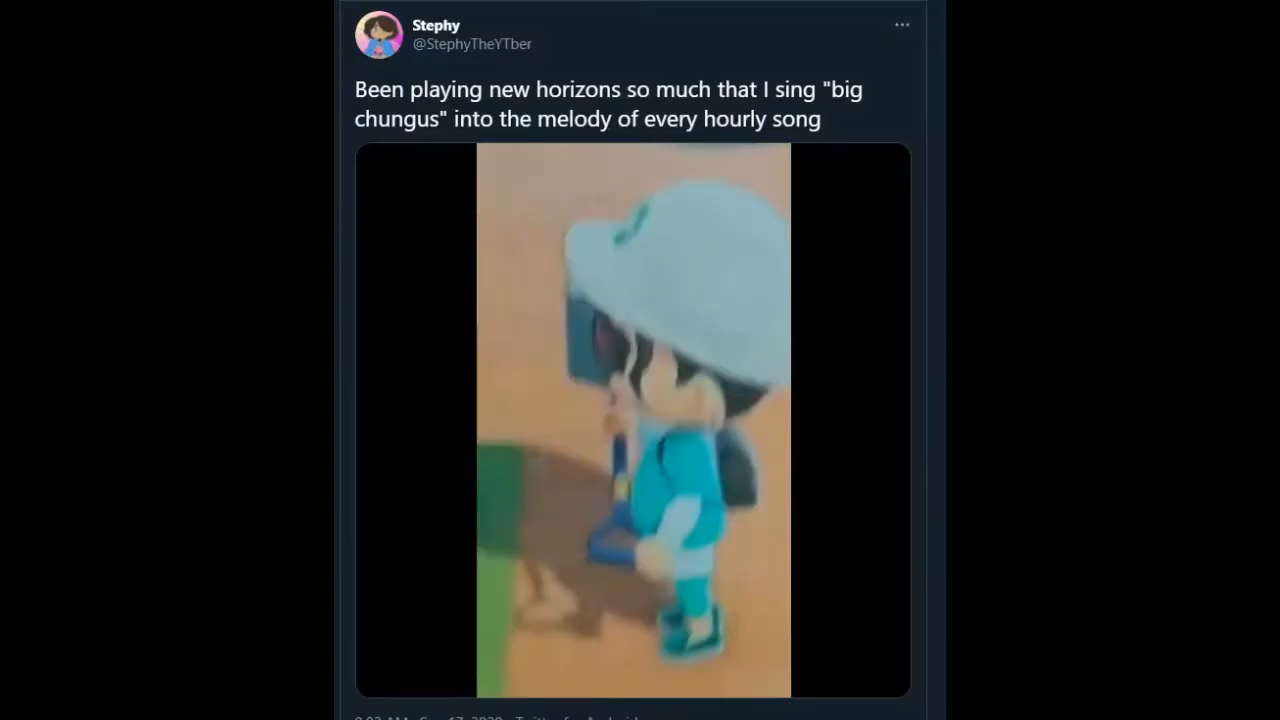 Stephy
@StephyTheYTber
Been playing new horizons so much that I sing "big
chungus" into the melody of every hourly song